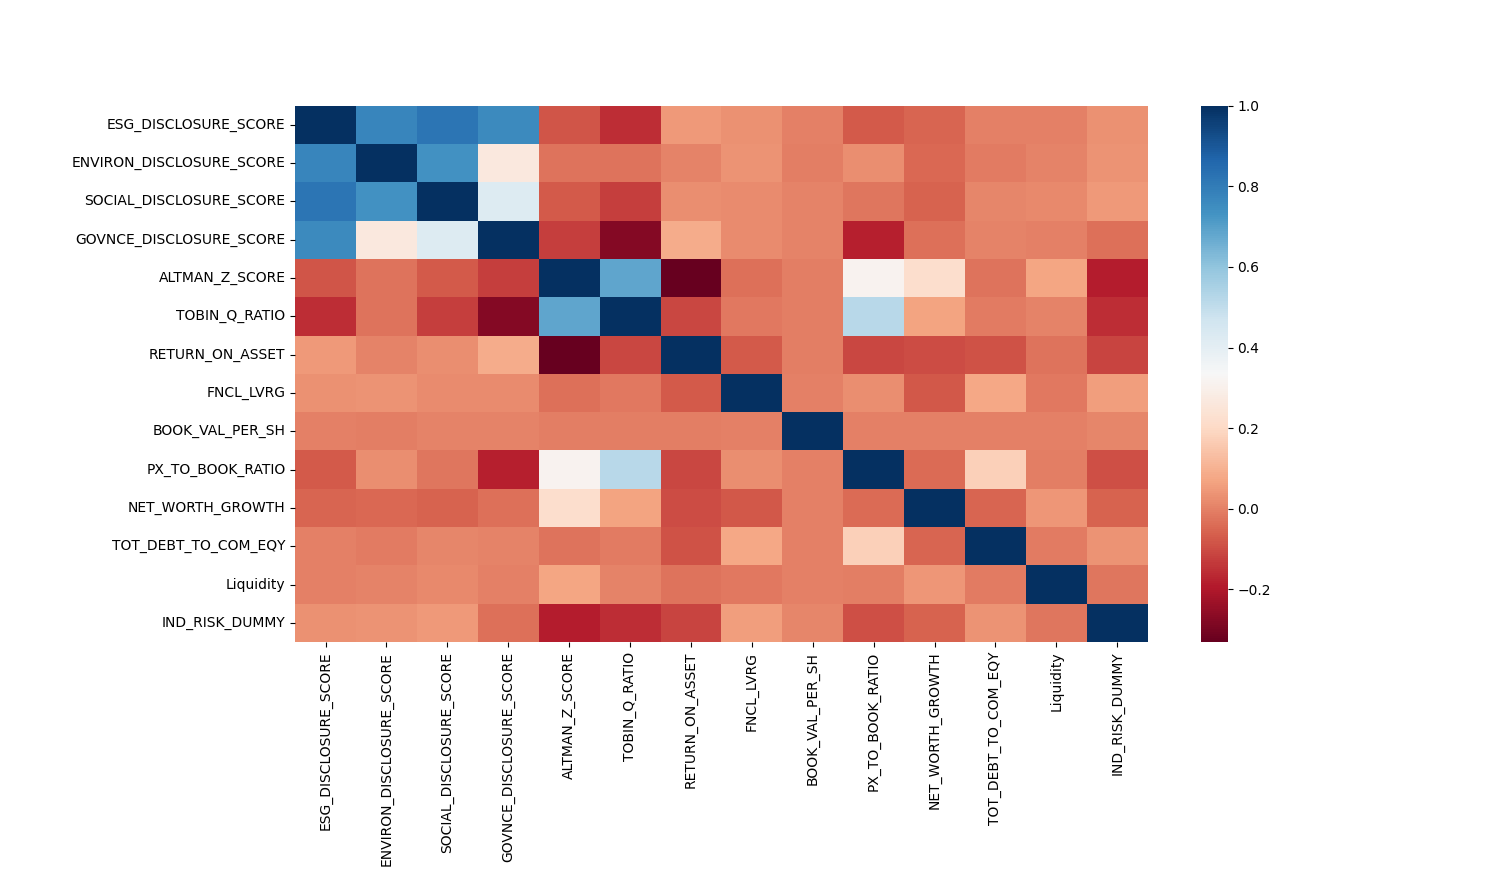 ESG_DISCLOSURE_SCORE
ENVIRON_DISCLOSURE_SCORE
SOCIAL_DISCLOSURE_SCORE
GOVNCE_DISCLOSURE_SCORE
ALTMAN_Z_SCORE
TOBIN_Q_RATIO
RETURN_ON_ASSET
FNCL_LVRG
BOOK_VAL_PER_SH
PX_TO_BOOK_RATIO
NET_WORTH_GROWTH
TOT_DEBT_TO_COM_EQY
Liquidity
IND_RISK_DUMMY
ESG_DISCLOSURE_SCORE
ENVIRON_DISCLOSURE_SCORE
SOCIAL_DISCLOSURE_SCORE
GOVNCE_DISCLOSURE_SCORE
ALTMAN_Z_SCORE
TOBIN_Q_RATIO
RETURN_ON_ASSET
FNCL_LVRG
BOOK_VAL_PER_SH
PX_TO_BOOK_RATIO
NET_WORTH_GROWTH
TOT_DEBT_TO_COM_EQY
Liquidity
IND_RISK_DUMMY
1.0
0.8
0.6
0.4
0.2
0.0
−0.2